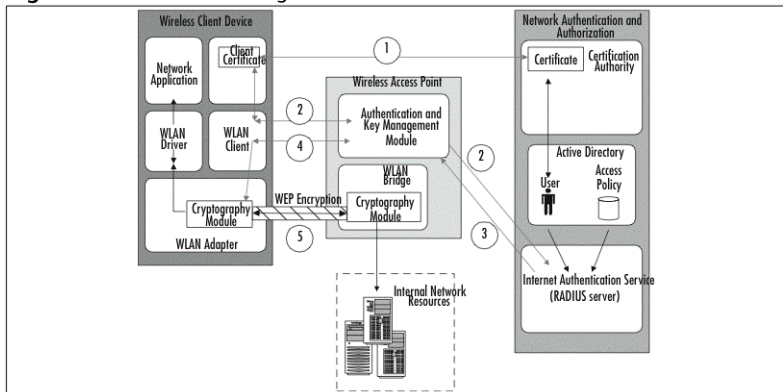 Wireless Client Device
Client
Certificate
Network
Application
WLAN
Driver
WLAN
Client
Cryptography
Module
WLAN Adapter
1
2
4
WEP Encryption
5
Wireless Access Point
Authentication and
Key Management
Module
WLAN
Bridge
Cryptography
Module
2
3
Internal Network
Resources
Network Authentication and
Authorization
Certificate
Certification
Authority
Active Directory
User
Access
Policy
Internet Authentication Service
(RADIUS server)